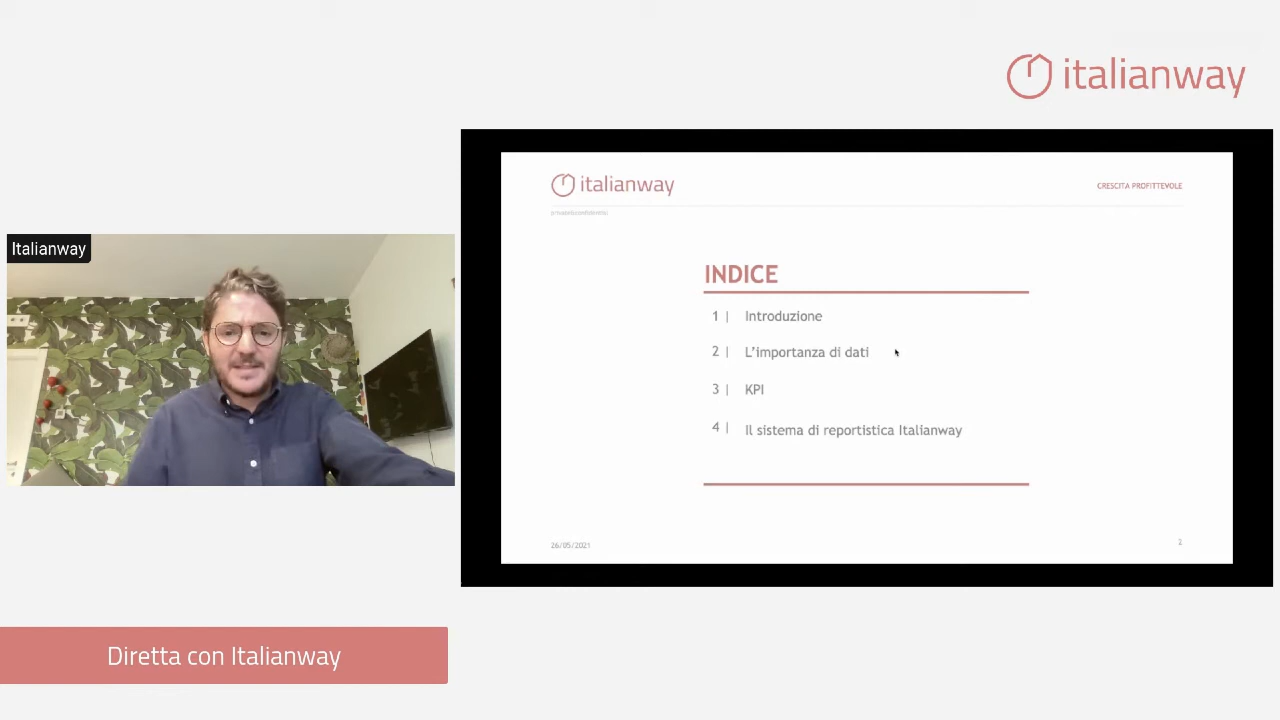 italianway
Italianway
italianway
CRESCITA PROFITTEVOLE
INDICE
1 | Introduzione
2 | L'importanza di dati
3 | KPI
4 | Il sistema di reportistica Italianway
26/05/2021
2
Diretta con Italianway